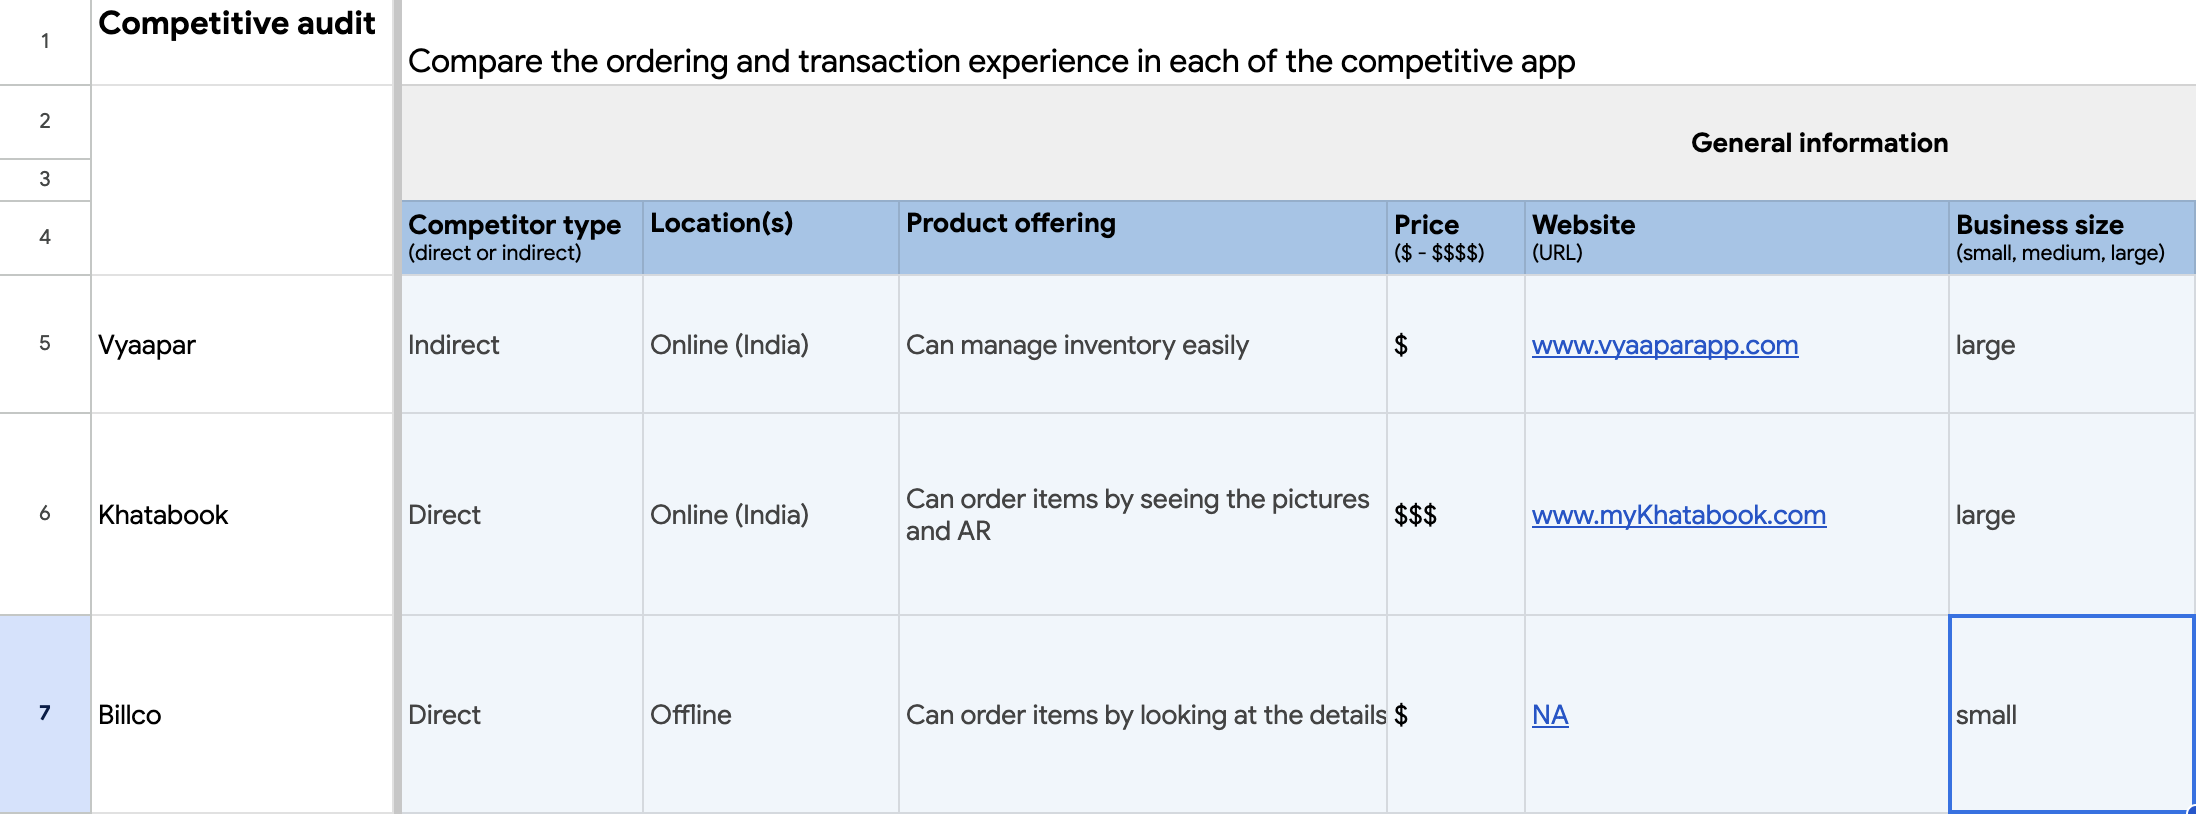 1
Competitive audit
Compare the ordering and transaction experience in each of the competitive app
2
General information
3
4
Competitor type
(direct or indirect)
Location(s)
Product offering
Price
($ - $$$$)
Website
(URL)
Business size
(small, medium, large)
5
Vyaapar
Indirect
Online (India)
Can manage inventory easily
$
www.vyaaparapp.com
large
6
Khatabook
Direct
Online (India)
Can order items by seeing the pictures
and AR
$$$
www.myKhatabook.com
large
7
Billco
Direct
Offline
Can order items by looking at the details
$
NA
small